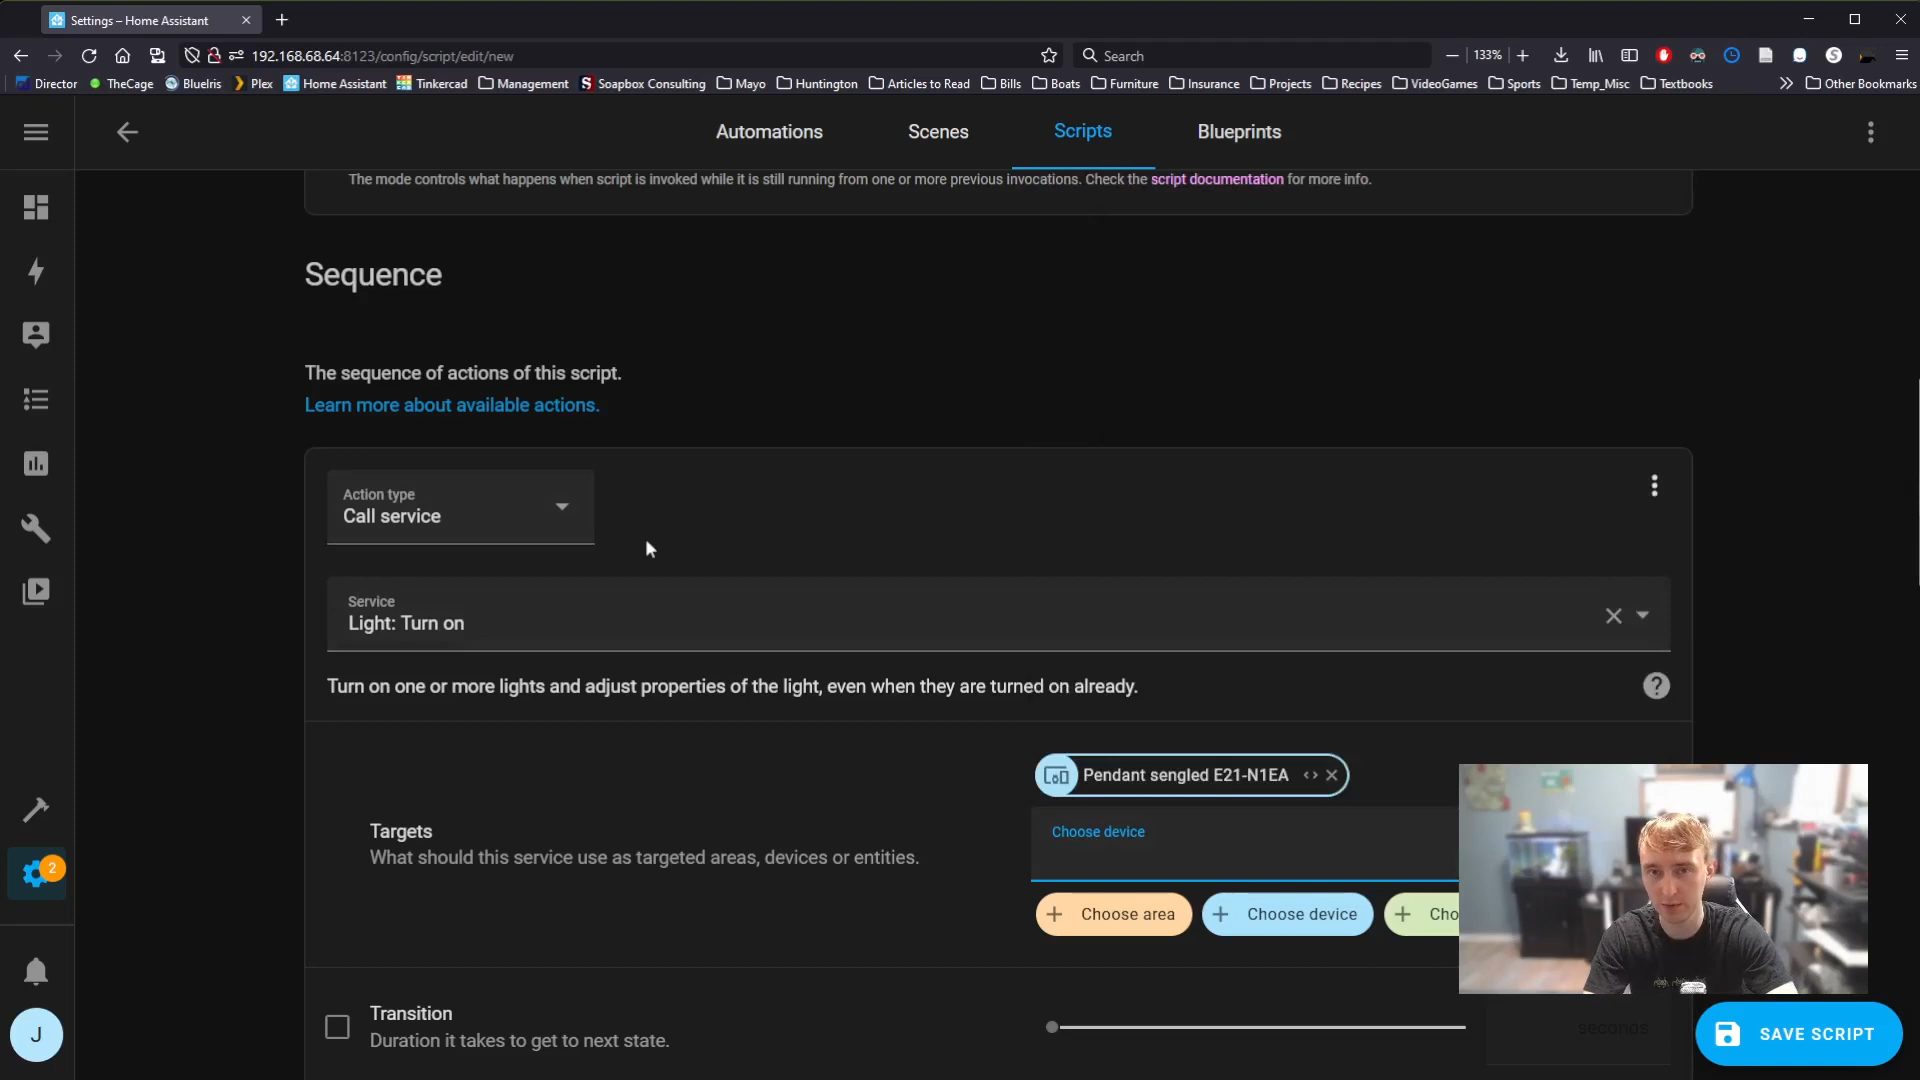 Settings – Home Assistant
192.168.68.64:8123/config/script/edit/new
Search
133%
Director
TheCage
BlueIris
Plex
Home Assistant
Tinkercad
Management
Soapbox Consulting
Mayo
Huntington
Articles to Read
Bills
Boats
Furniture
Insurance
Projects
Recipes
VideoGames
Sports
Temp_Misc
Textbooks
Other Bookmarks
Automations
Scenes
Scripts
Blueprints
The mode controls what happens when script is invoked while it is still running from one or more previous invocations. Check the script documentation for more info.
Sequence
The sequence of actions of this script.
Learn more about available actions.
Action type
Call service
Service
Light: Turn on
Turn on one or more lights and adjust properties of the light, even when they are turned on already.
Pendant sengled E21-N1EA
Targets
What should this service use as targeted areas, devices or entities.
Choose device
Choose area
Choose device
Cho
2
Transition
Duration it takes to get to next state.
seconds
J
SAVE SCRIPT